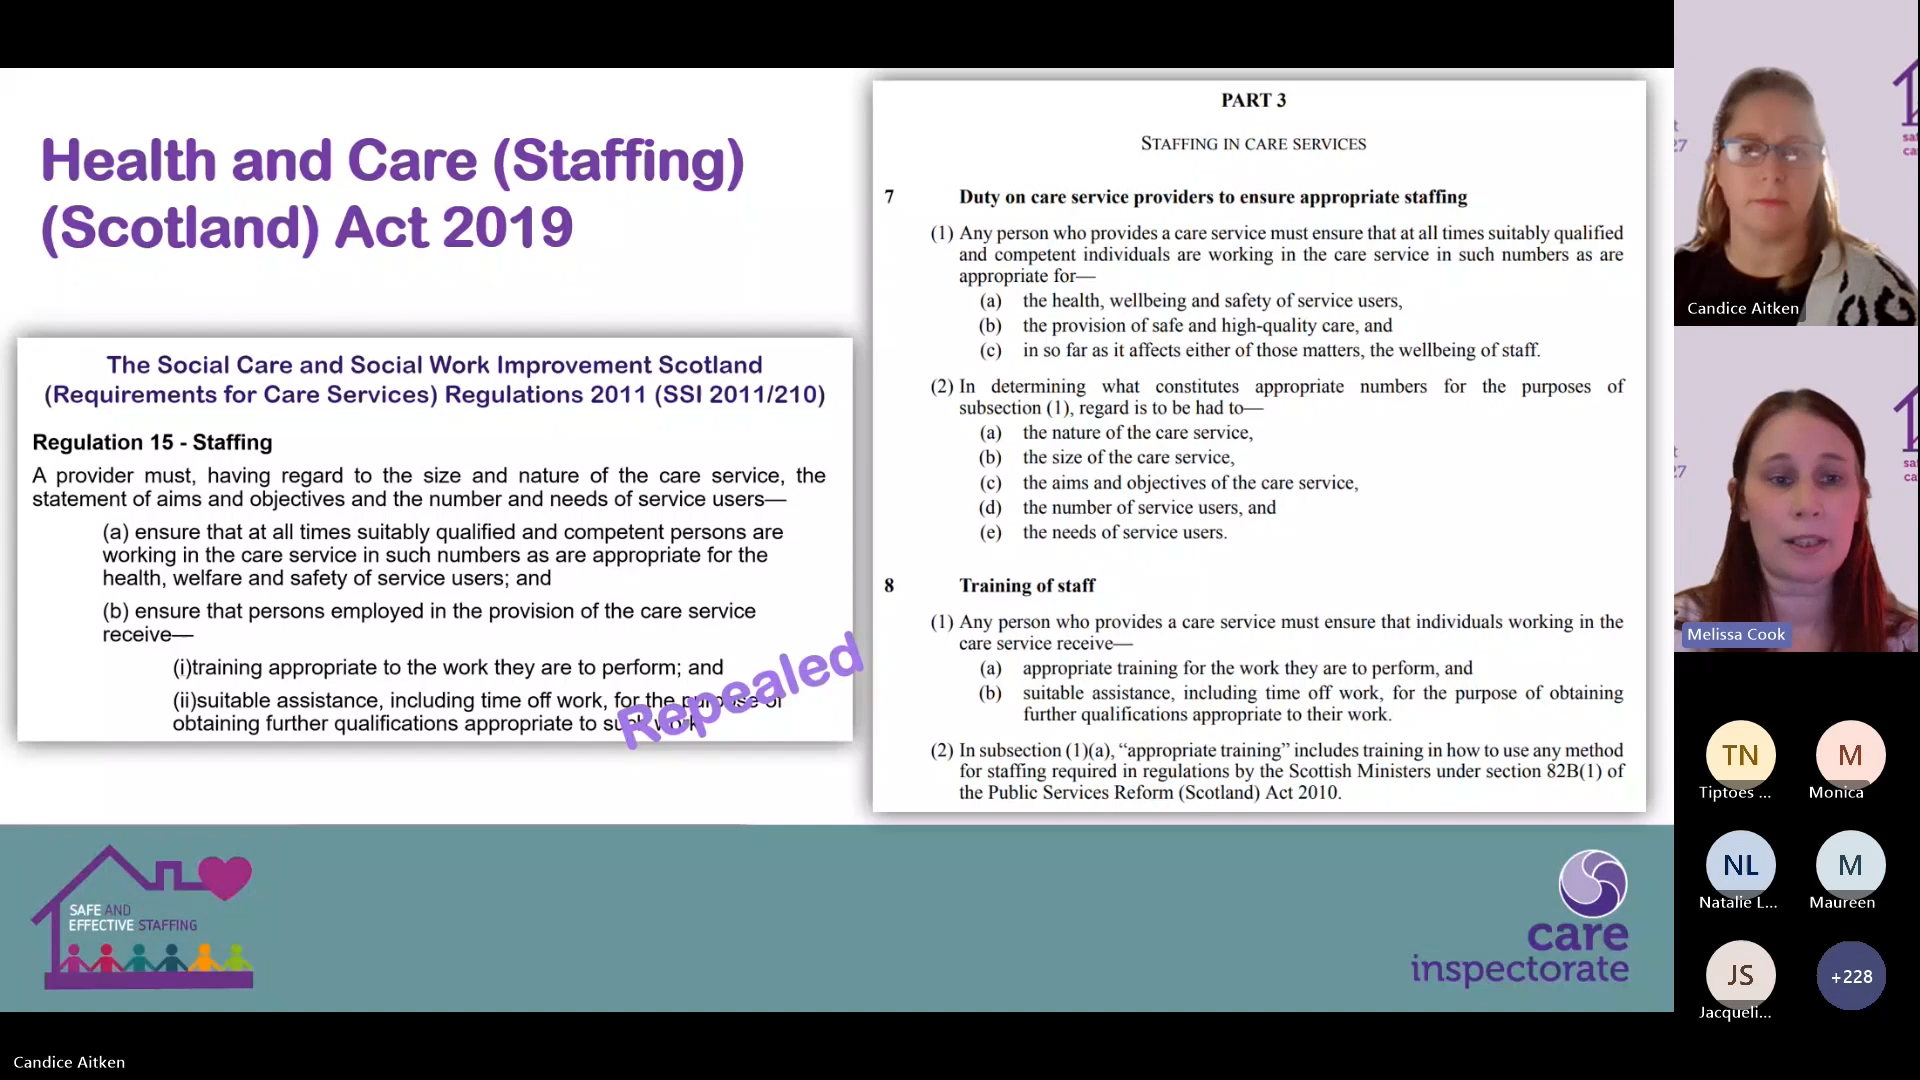 Health and Care (Staffing)
(Scotland) Act 2019
The Social Care and Social Work Improvement Scotland
(Requirements for Care Services) Regulations 2011 (SSI 2011/210)
Regulation 15 - Staffing
A provider must, having regard to the size and nature of the care service, the
statement of aims and objectives and the number and needs of service users—
(a) ensure that at all times suitably qualified and competent persons are
working in the care service in such numbers as are appropriate for the
health, welfare and safety of service users; and
(b) ensure that persons employed in the provision of the care service
receive—
(i)training appropriate to the work they are to perform; and
(ii)suitable assistance, including time off work, for the purpose of
obtaining further qualifications appropriate to such work.
Repealed
PART 3
STAFFING IN CARE SERVICES
7 Duty on care service providers to ensure appropriate staffing
(1) Any person who provides a care service must ensure that at all times suitably qualified
and competent individuals are working in the care service in such numbers as are
appropriate for—
(a) the health, wellbeing and safety of service users,
(b) the provision of safe and high-quality care, and
(c) in so far as it affects either of those matters, the wellbeing of staff.
(2) In determining what constitutes appropriate numbers for the purposes of
subsection (1), regard is to be had to—
(a) the nature of the care service,
(b) the size of the care service,
(c) the aims and objectives of the care service,
(d) the number of service users, and
(e) the needs of service users.
8 Training of staff
(1) Any person who provides a care service must ensure that individuals working in the
care service receive—
(a) appropriate training for the work they are to perform, and
(b) suitable assistance, including time off work, for the purpose of obtaining
further qualifications appropriate to their work.
(2) In subsection (1)(a), “appropriate training” includes training in how to use any method
for staffing required in regulations by the Scottish Ministers under section 82B(1) of
the Public Services Reform (Scotland) Act 2010.
SAFE AND
EFFECTIVE STAFFING
care
inspectorate
Candice Aitken
Melissa Cook
TN
Tiptoes ...
M
Monica
NL
Natalie L...
M
Maureen
JS
Jacqueli...
+228
Candice Aitken